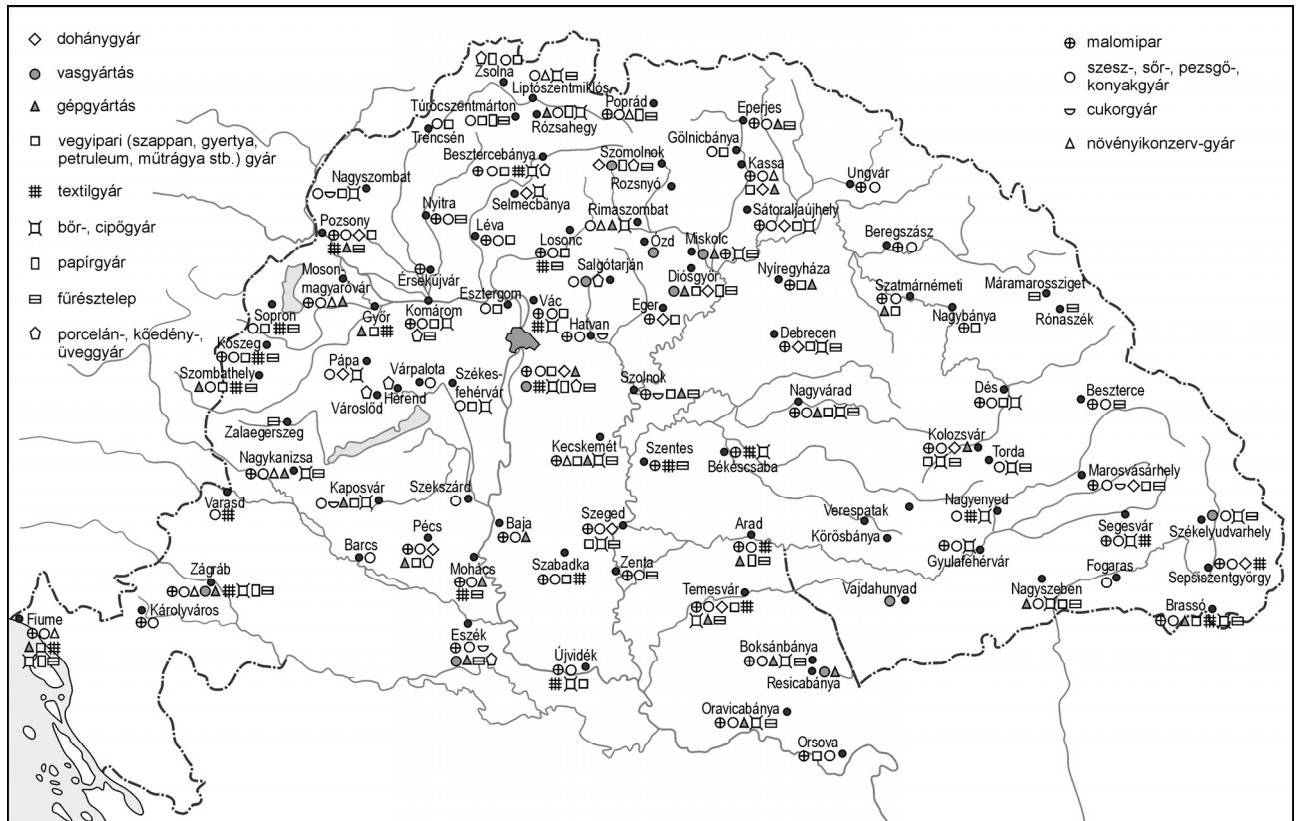 dohánygyár
vasgyártás
gépgyártás
vegyipari (szappan, gyertya,
petruleum, műtrágya stb.) gyár
textilgyár
bőr-, cipőgyár
papírgyár
fűrésztelep
porcelán-, kőedény-,
üveggyár
malomipar
szesz-, sőr-, pezsgő-,
konyakgyár
cukorgyár
növényikonzerv-gyár
Zsolna
Liptószentmiklós
Túrócszentmárton
Rózsahegy
Poprád
Eperjes
Trencsén
Gölnicbánya
Besztercebánya
Szomolnok
Kassa
Ungvár
Nagyszombat
Rozsnyó
Selmecbánya
Nyitra
Rimaszombat
Sátoraljaújhely
Pozsony
Léva
Losonc
Ózd
Miskolc
Beregszász
Moson-
magyaróvár
Érsekújvár
Salgótarján
Diósgyőr
Nyíregyháza
Szatmárnémeti
Máramarossziget
Sopron
Győr
Komárom
Esztergom
Vác
Hatvan
Eger
Nagybánya
Rónaszék
Kőszeg
Debrecen
Szombathely
Pápa
Várpalota
Székes-
fehérvár
Herend
Városlőd
Szolnok
Nagyvárad
Dés
Beszterce
Zalaegerszeg
Kecskemét
Szentes
Békéscsaba
Kolozsvár
Torda
Nagykanizsa
Marosvásárhely
Varasd
Kaposvár
Szekszárd
Nagyenyed
Verespatak
Körösbánya
Segesvár
Székelyudvarhely
Pécs
Baja
Szeged
Arad
Barcs
Mohács
Szabadka
Zenta
Gyulafehérvár
Fogaras
Sepsiszentgyörgy
Zágráb
Temesvár
Vajdahunyad
Nagyszeben
Brassó
Fiume
Károlyváros
Eszék
Újvidék
Boksánbánya
Resicabánya
Oravicabánya
Orsova